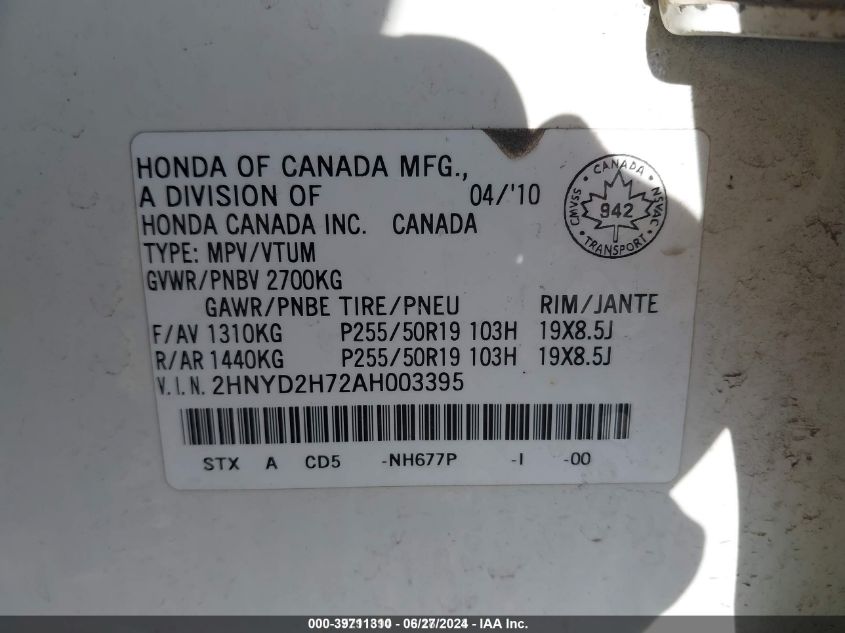 HONDA OF CANADA MFG.,
A DIVISION OF 04/'10
HONDA CANADA INC. CANADA
TYPE: MPV/VTUM
GVWR/PNBV 2700KG
GAWR/PNBE TIRE/PNEU RIM/JANTE
F/AV 1310KG P255/50R19 103H 19X8.5J
R/AR 1440KG P255/50R19 103H 19X8.5J
V.I.N. 2HNYD2H72AH003395
STX A CD5 -NH677P -I -00
CANADA
CMVSS 942 NSVAC
TRANSPORT
000-39711310 - 06/27/2024 - IAA Inc.